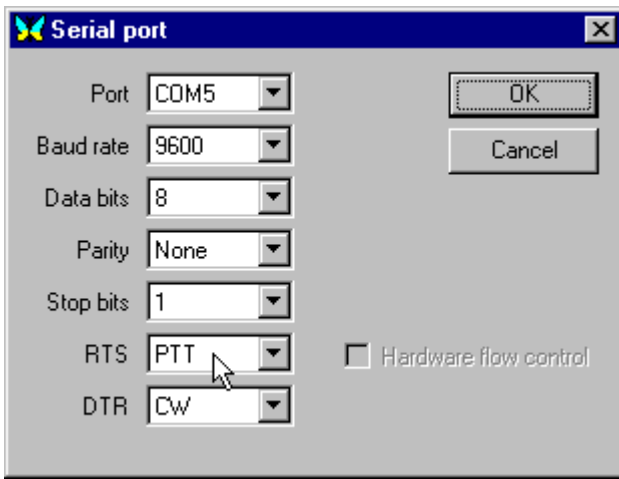 Serial port
Port COM5 OK
Baud rate 9600 Cancel
Data bits 8
Parity None
Stop bits 1
RTS PTT Hardware flow control
DTR CW